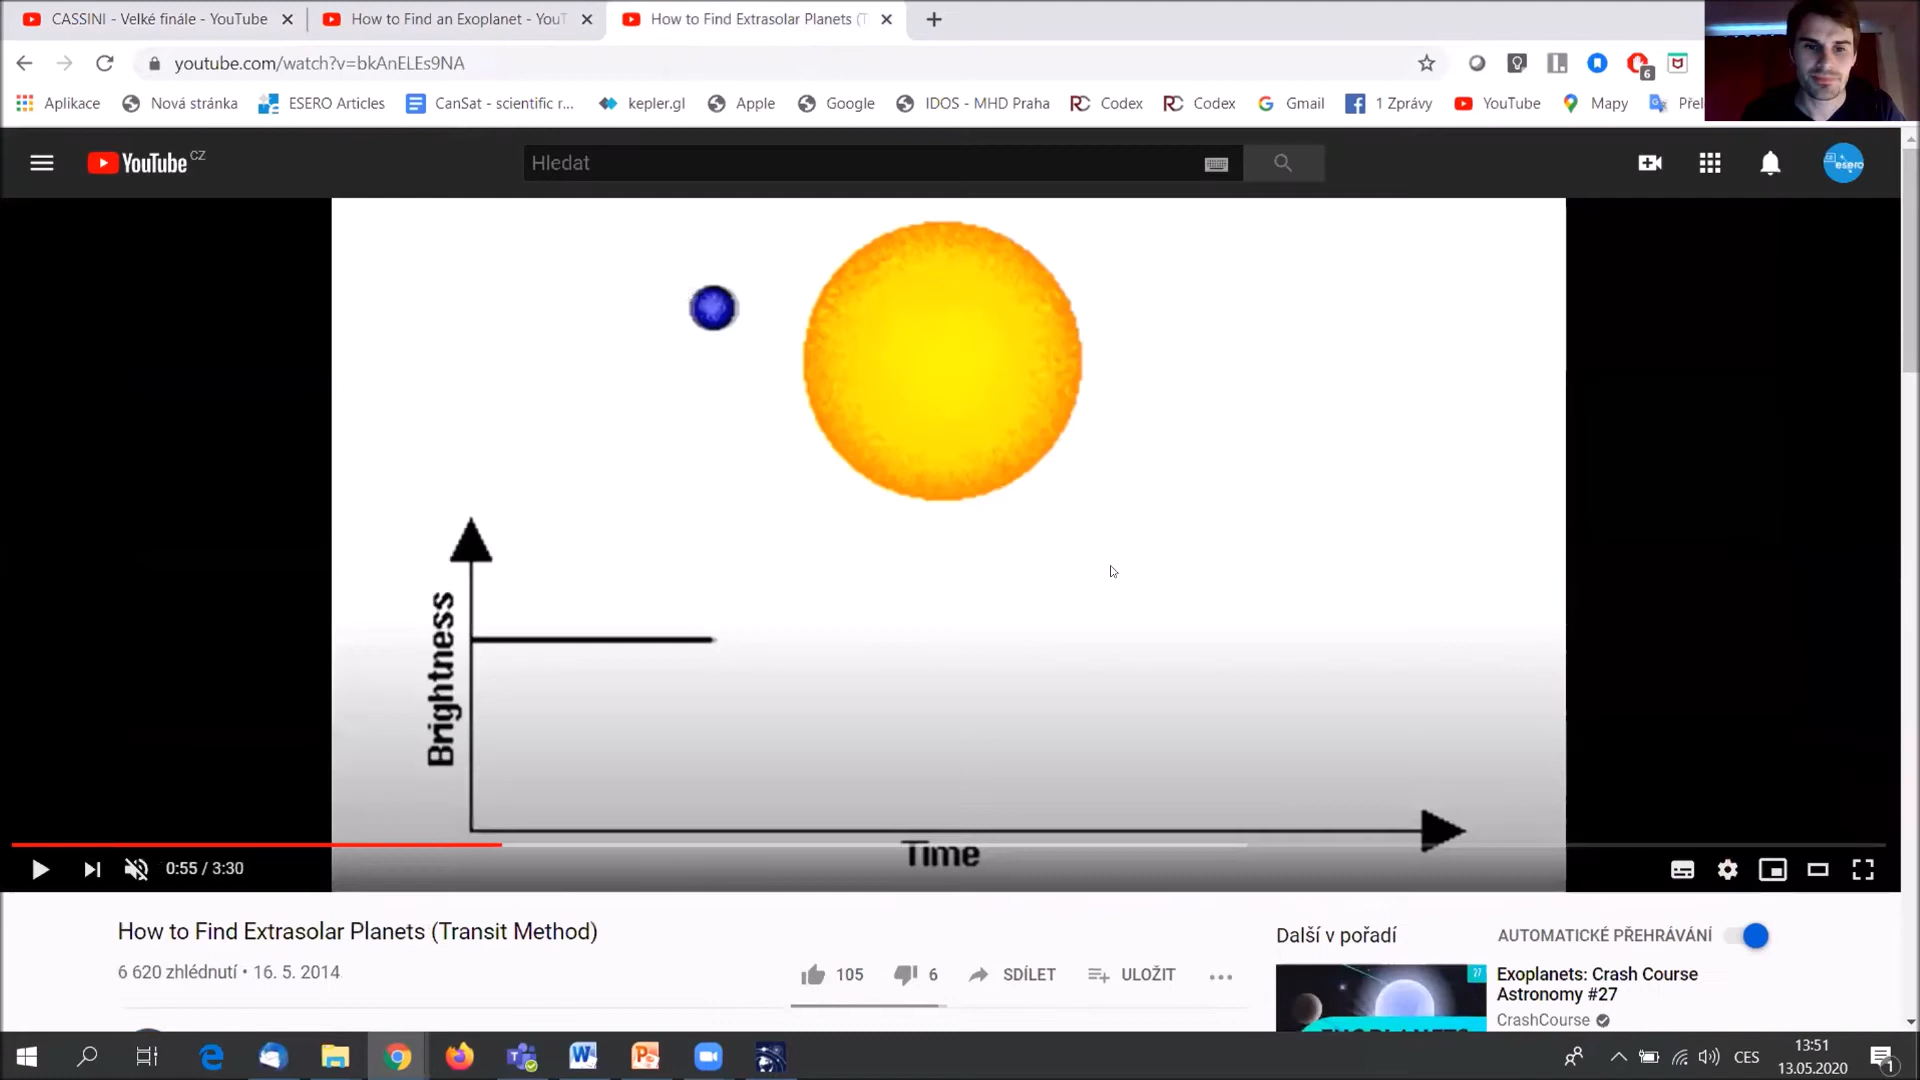 CASSINI - Velké finále - YouTube
How to Find an Exoplanet - YouT
How to Find Extrasolar Planets (T
youtube.com/watch?v=bkAnELEs9NA
6
Aplikace
Nová stránka
ESERO Articles
CanSat - scientific r...
kepler.gl
Apple
Google
IDOS - MHD Praha
Codex
Codex
Gmail
1 Zprávy
YouTube
Mapy
Přel
YouTube CZ
Hledat
esero
Brightness
Time
0:55 / 3:30
How to Find Extrasolar Planets (Transit Method)
6 620 zhlédnutí • 16. 5. 2014
105
6
SDÍLET
ULOŽIT
Další v pořadí
AUTOMATICKÉ PŘEHRÁVÁNÍ
27
Exoplanets: Crash Course
Astronomy #27
CrashCourse
CES
13:51
13.05.2020
1